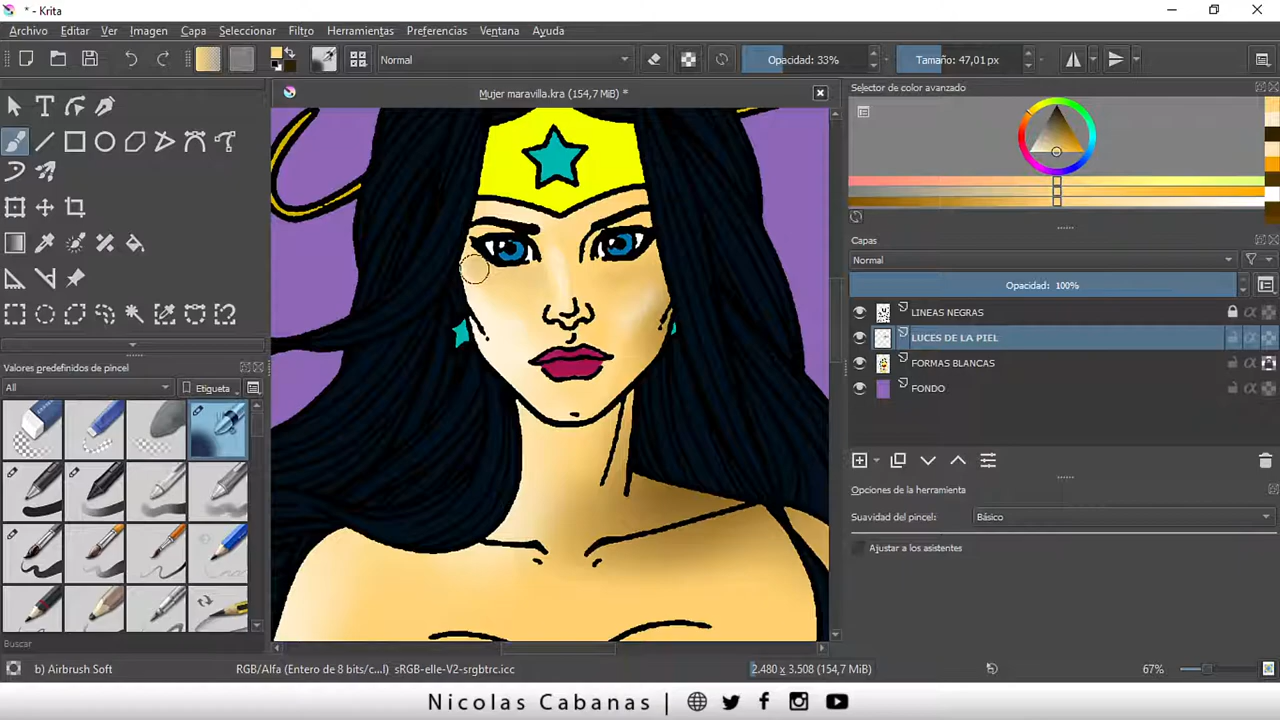 * - Krita
Archivo Editar Ver Imagen Capa Seleccionar Filtro Herramientas Preferencias Ventana Ayuda
Normal Opacidad: 33% Tamaño: 47,01 px
Mujer maravilla.kra (154,7 MiB) *
Selector de color avanzado
Capas
Normal
Opacidad: 100%
LINEAS NEGRAS
LUCES DE LA PIEL
FORMAS BLANCAS
FONDO
Valores predefinidos de pincel
All Etiqueta
Opciones de la herramienta
Suavidad del pincel: Básico
Ajustar a los asistentes
Buscar
b) Airbrush Soft RGB/Alfa (Entero de 8 bits/c...l) sRGB-elle-V2-srgbtrc.icc 2.480 x 3.508 (154,7 MiB) 67%
Nicolas Cabanas |